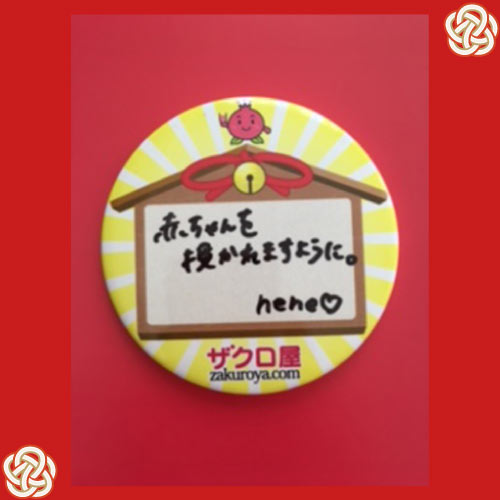 赤ちゃんを
授かれますように。
nene♡
ザクロ屋
zakuroya.com